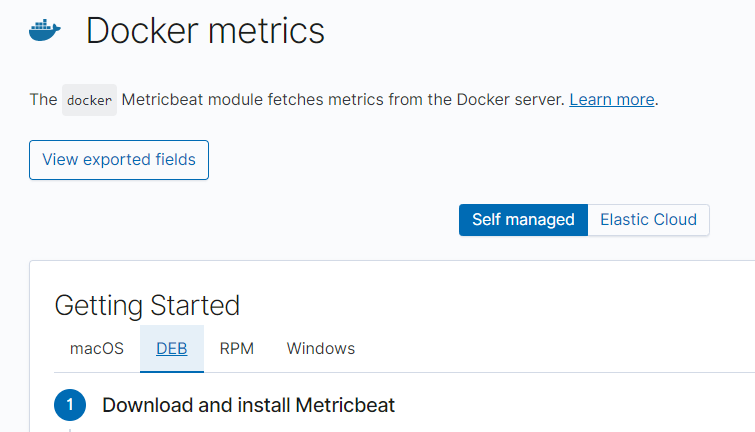 Docker metrics
The docker Metricbeat module fetches metrics from the Docker server. Learn more.
View exported fields
Self managed Elastic Cloud
Getting Started
macOS DEB RPM Windows
1 Download and install Metricbeat